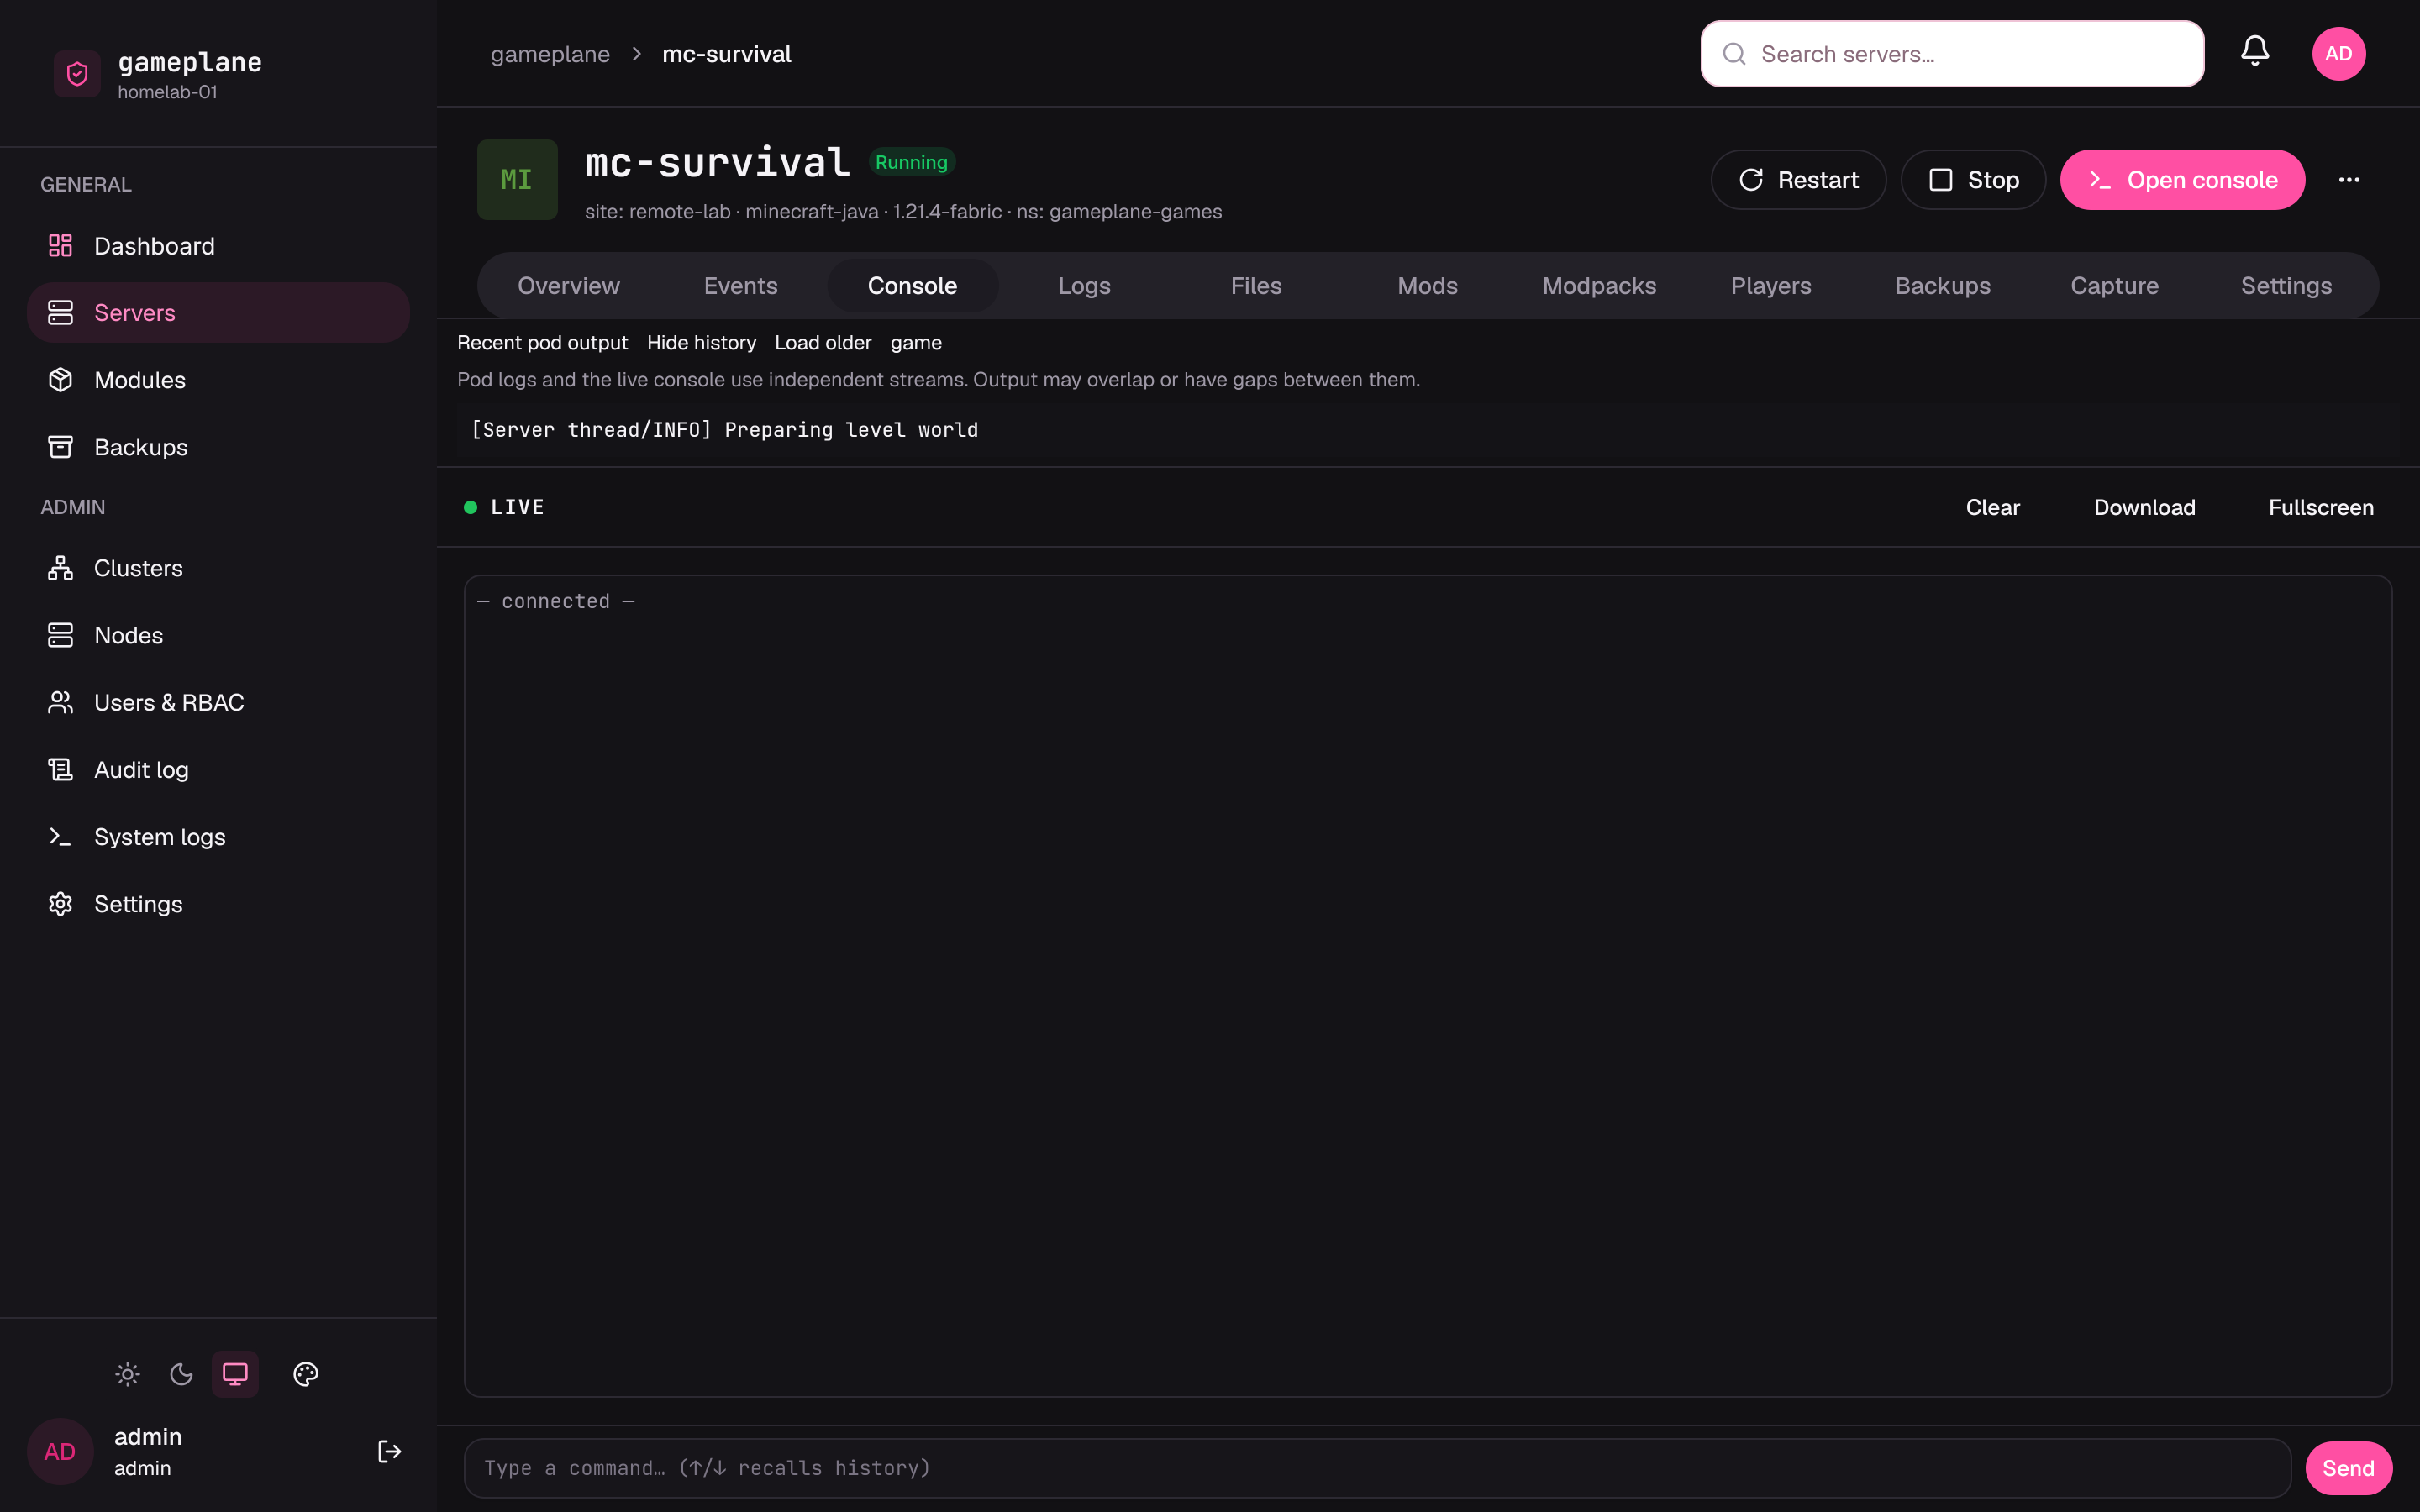 gameplane
homelab-01
GENERAL
Dashboard
Servers
Modules
Backups
ADMIN
Clusters
Nodes
Users & RBAC
Audit log
System logs
Settings
AD
admin
admin
gameplane > mc-survival
Search servers…
AD
MI
mc-survival Running
site: remote-lab · minecraft-java · 1.21.4-fabric · ns: gameplane-games
Restart Stop Open console
Overview Events Console Logs Files Mods Modpacks Players Backups Capture Settings
Recent pod output Hide history Load older game
Pod logs and the live console use independent streams. Output may overlap or have gaps between them.
[Server thread/INFO] Preparing level world
LIVE Clear Download Fullscreen
— connected —
Type a command… (↑/↓ recalls history) Send